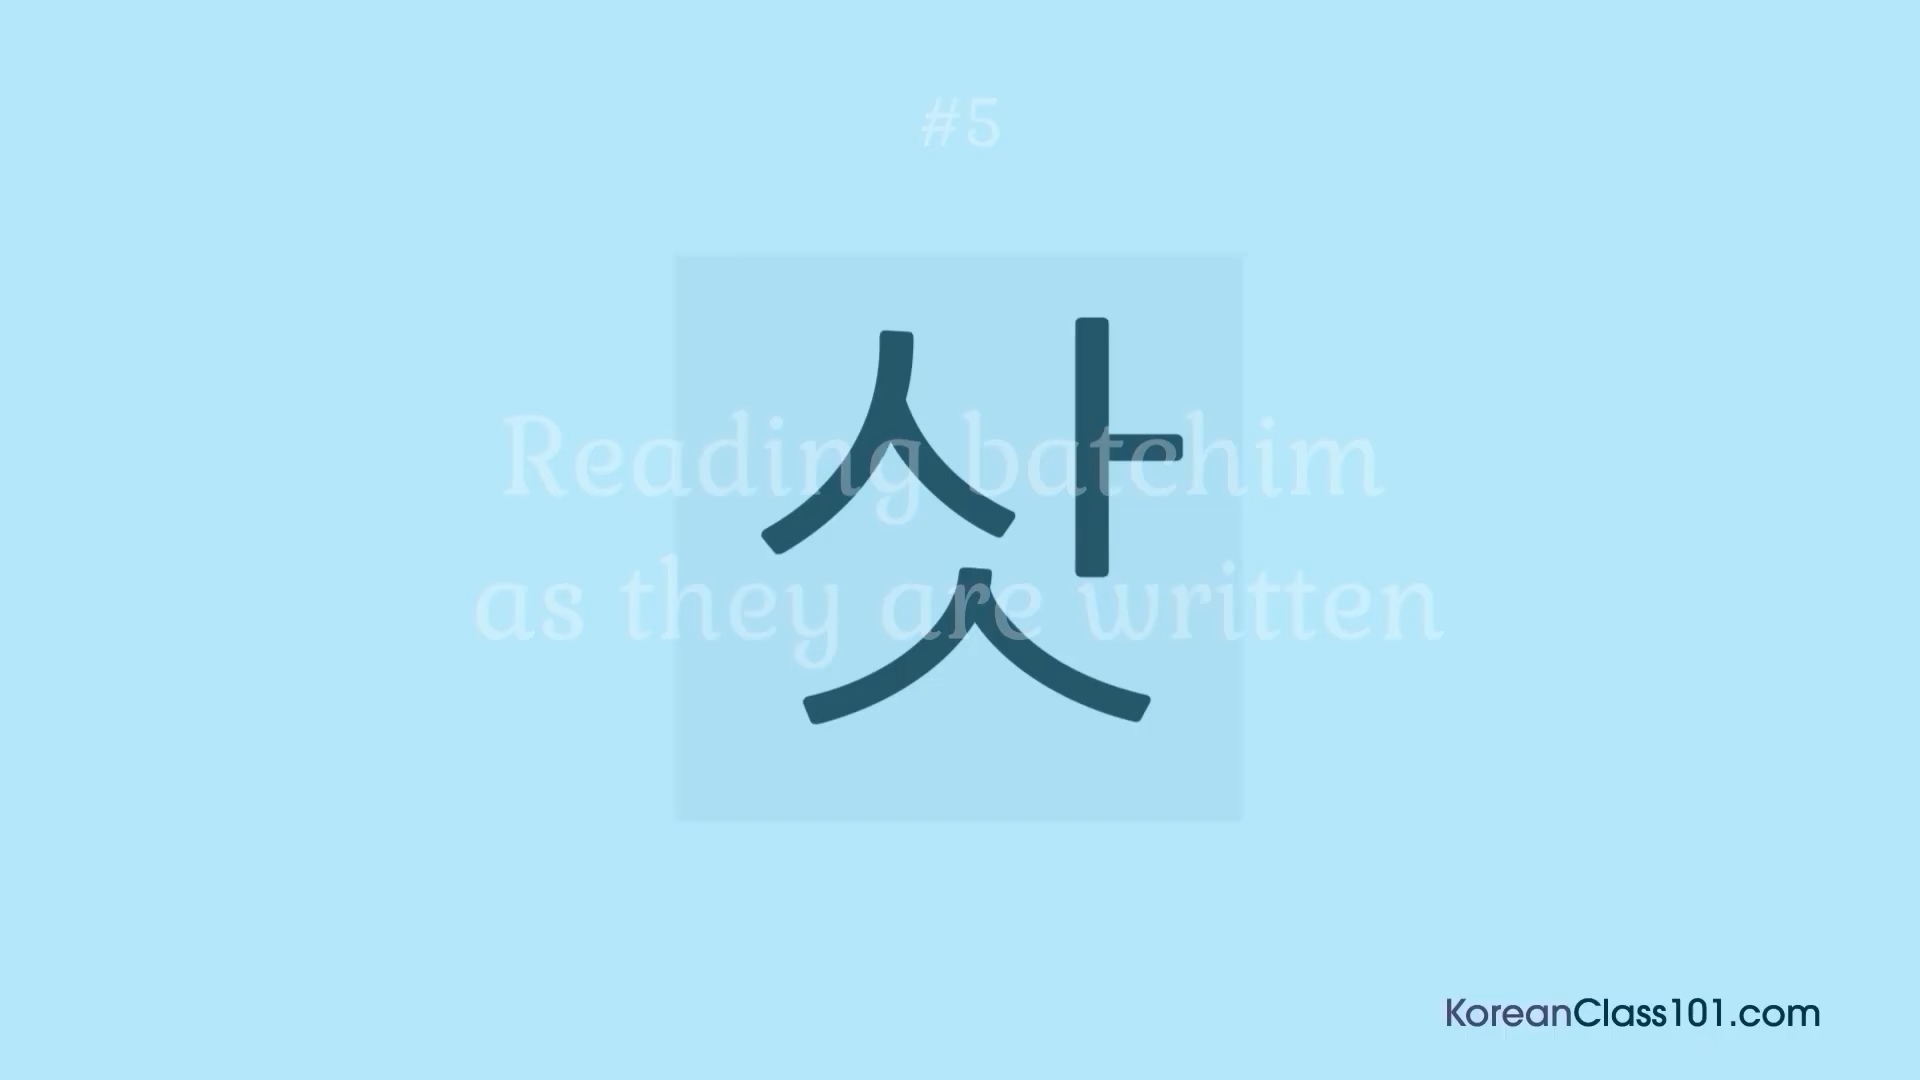 #5
삿
Reading batchim
as they are written
KoreanClass101.com